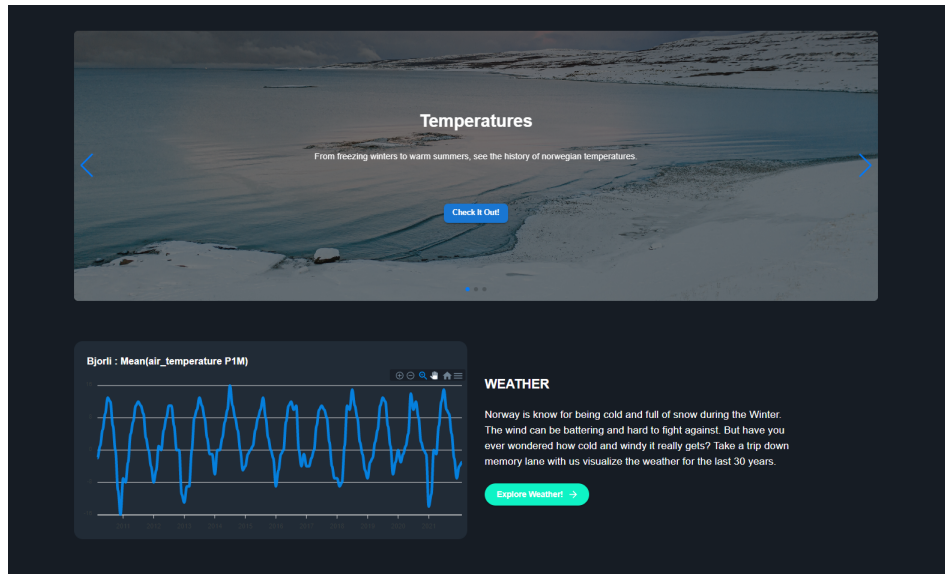 Temperatures
From freezing winters to warm summers, see the history of norwegian temperatures.
Check It Out!
Bjorli : Mean(air_temperature P1M)
WEATHER
Norway is know for being cold and full of snow during the Winter.
The wind can be battering and hard to fight against. But have you
ever wondered how cold and windy it really gets? Take a trip down
memory lane with us visualize the weather for the last 30 years.
Explore Weather! →